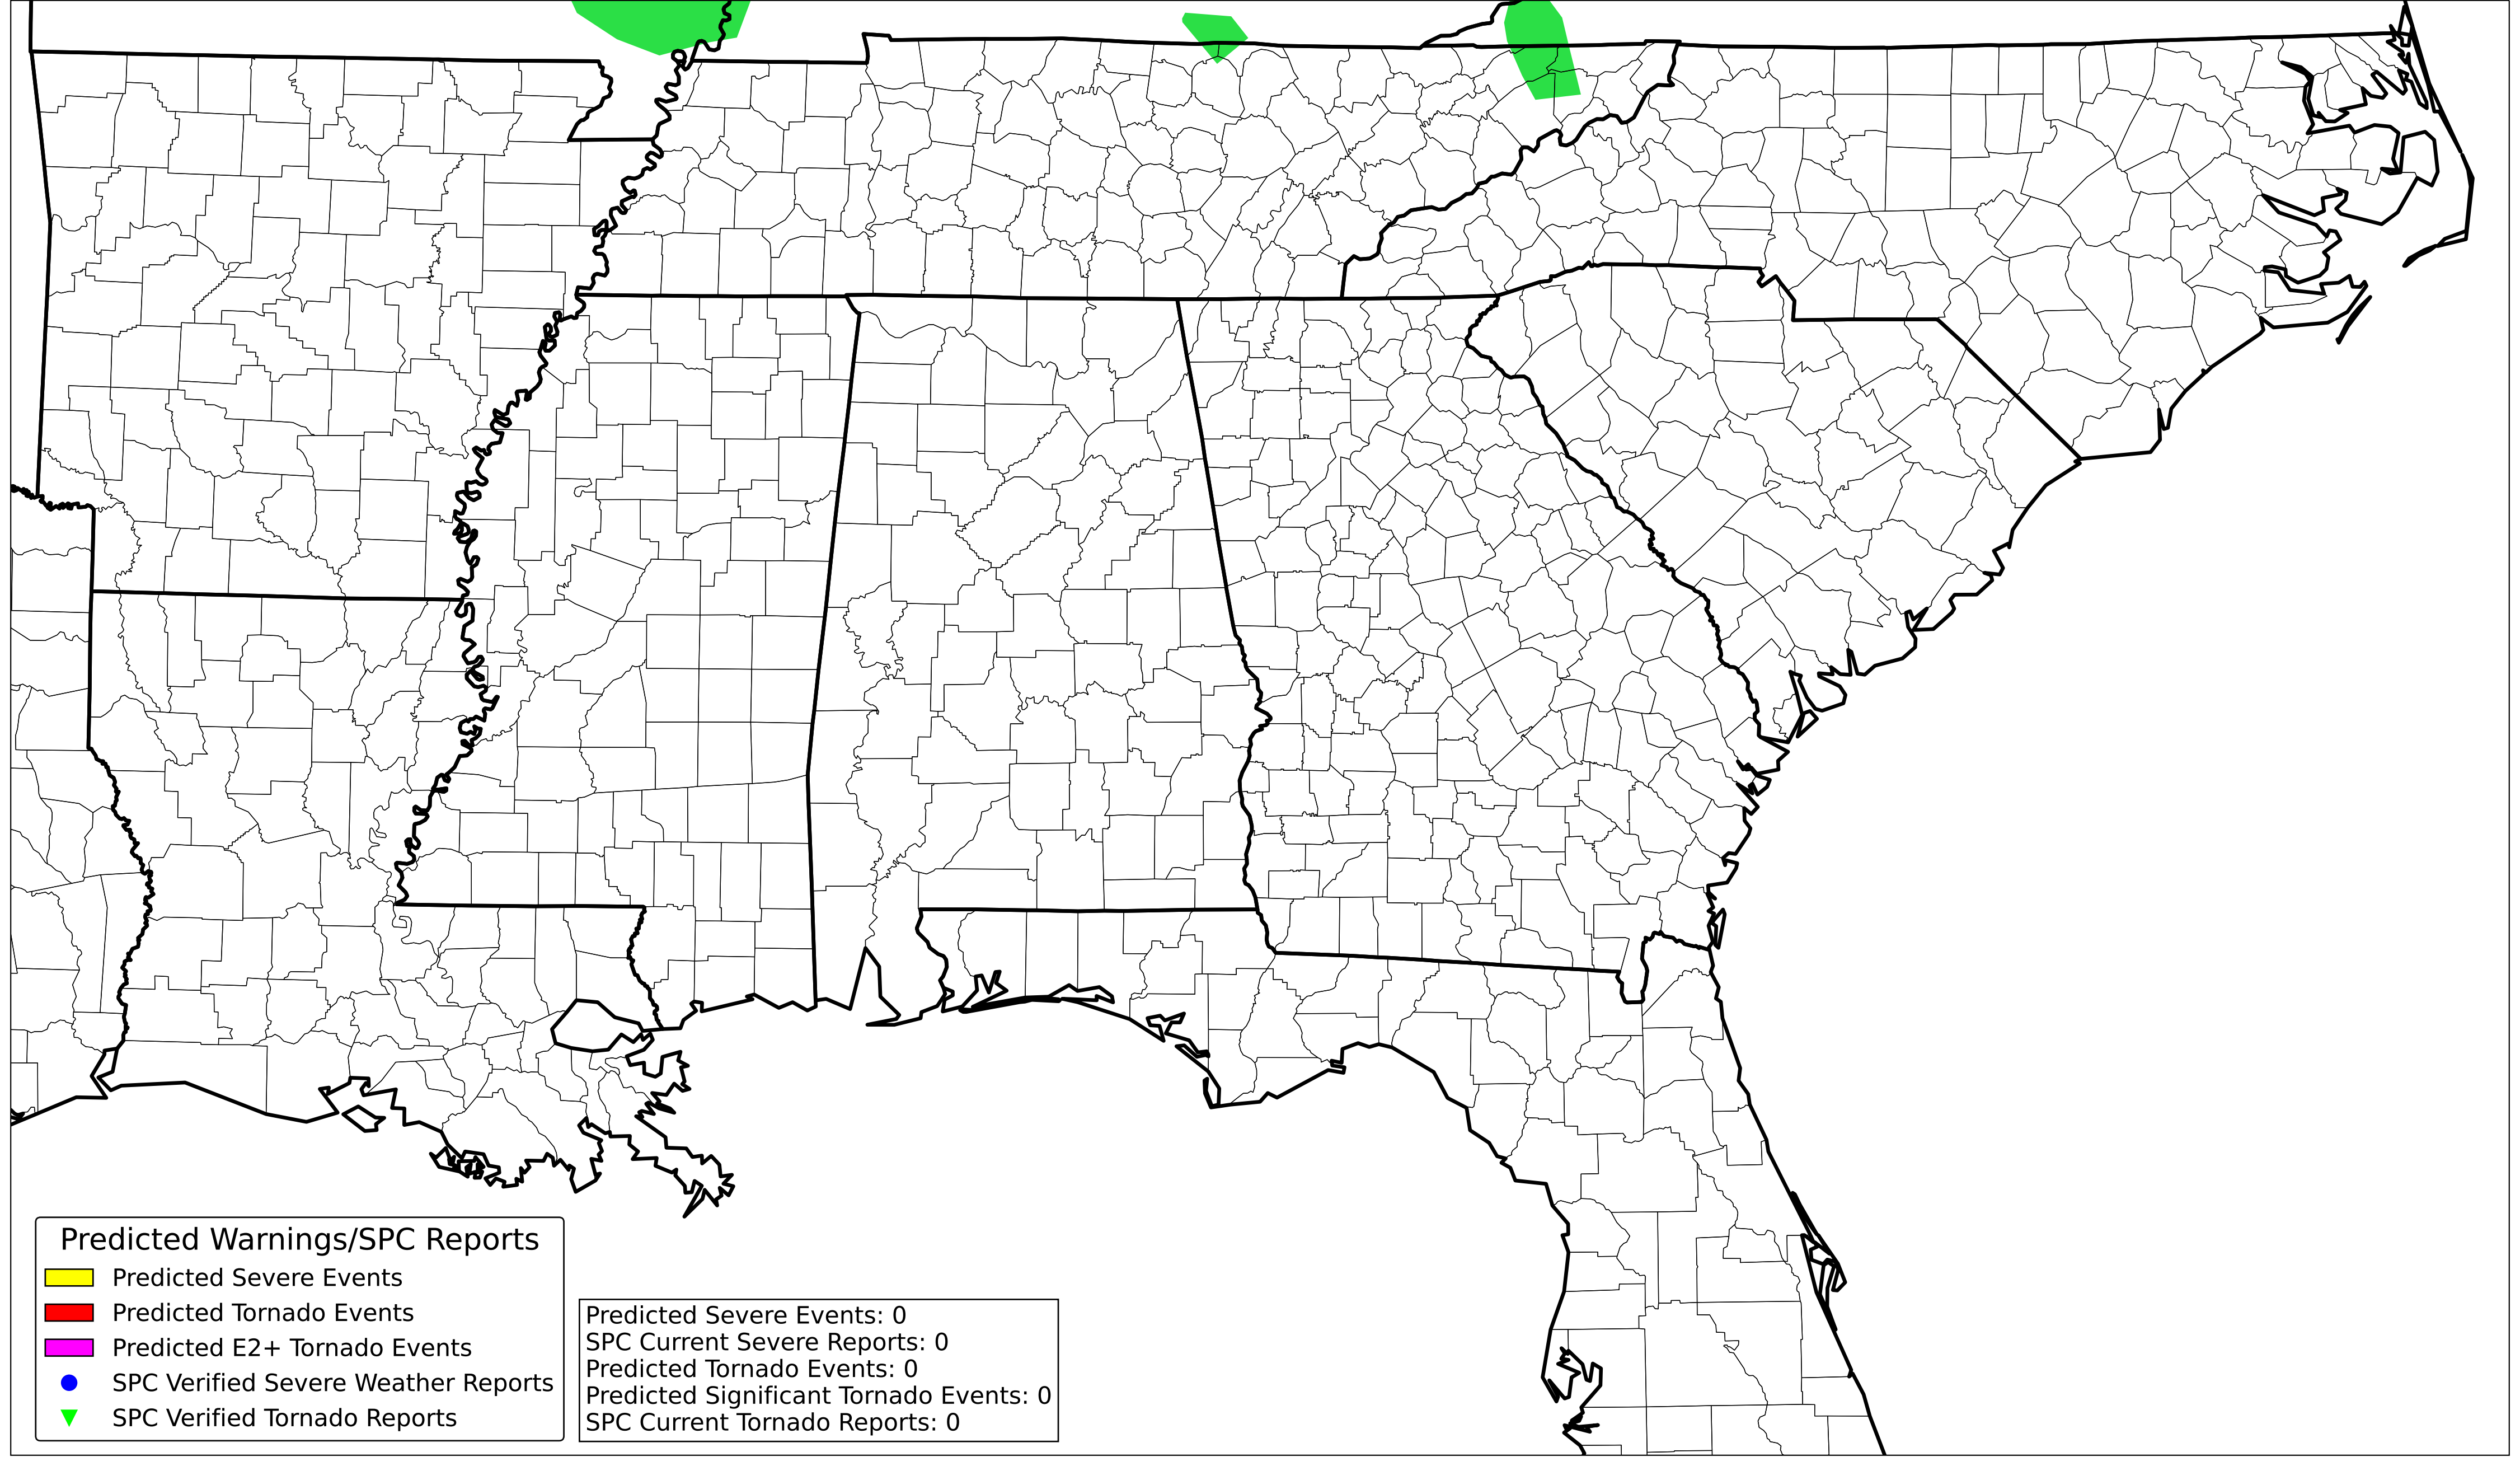 Predicted Warnings/SPC Reports
Predicted Severe Events
Predicted Tornado Events
Predicted E2+ Tornado Events
SPC Verified Severe Weather Reports
SPC Verified Tornado Reports
Predicted Severe Events: 0
SPC Current Severe Reports: 0
Predicted Tornado Events: 0
Predicted Significant Tornado Events: 0
SPC Current Tornado Reports: 0